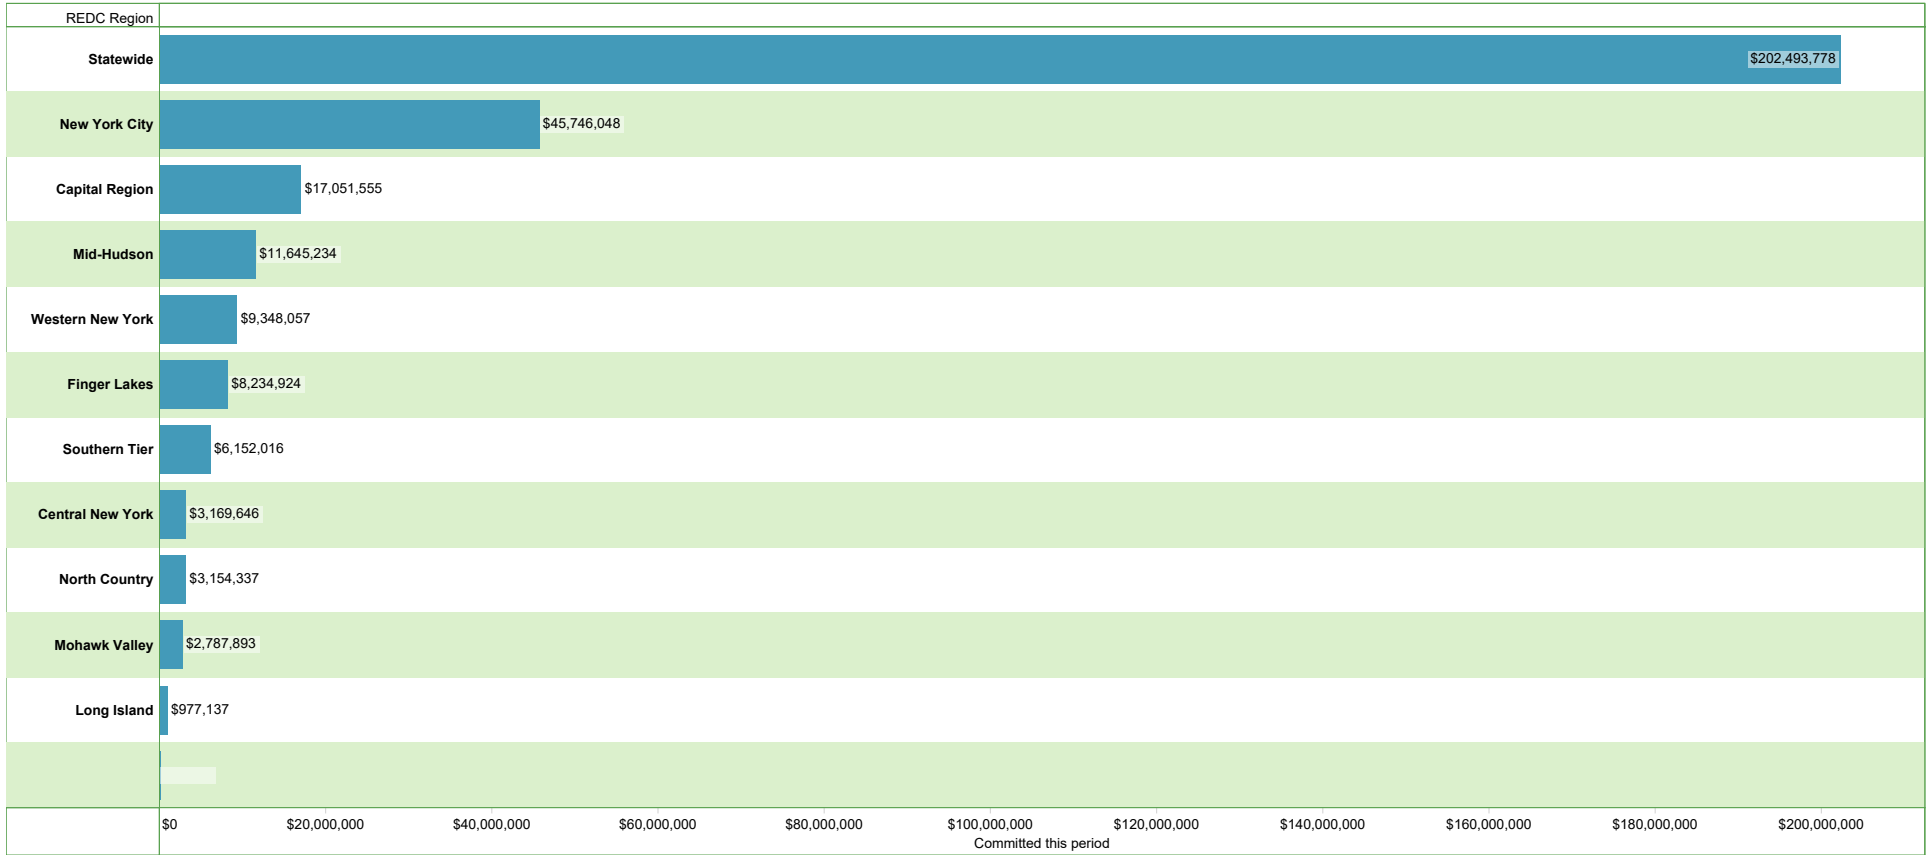 REDC Region
Statewide $202,493,778
New York City $45,746,048
Capital Region $17,051,555
Mid-Hudson $11,645,234
Western New York $9,348,057
Finger Lakes $8,234,924
Southern Tier $6,152,016
Central New York $3,169,646
North Country $3,154,337
Mohawk Valley $2,787,893
Long Island $977,137
$0 $20,000,000 $40,000,000 $60,000,000 $80,000,000 $100,000,000 $120,000,000 $140,000,000 $160,000,000 $180,000,000 $200,000,000
Committed this period